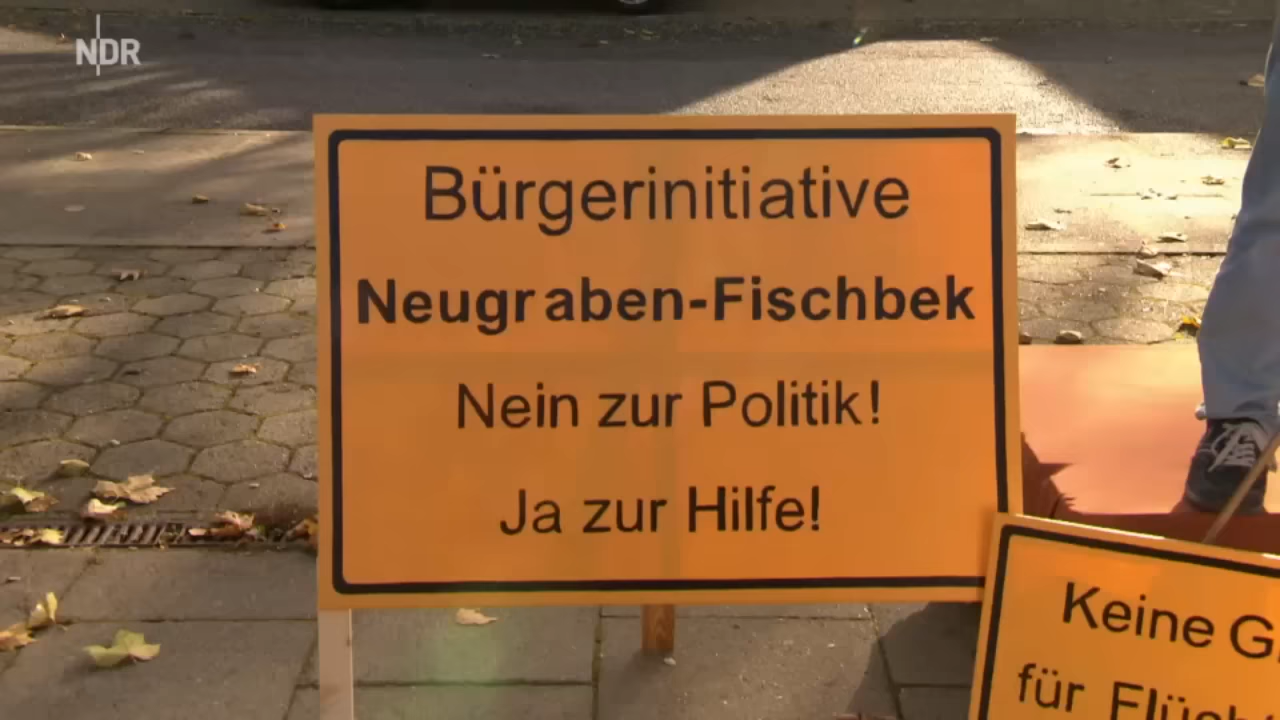 NDR
Bürgerinitiative
Neugraben-Fischbek
Nein zur Politik!
Ja zur Hilfe!
Keine
für